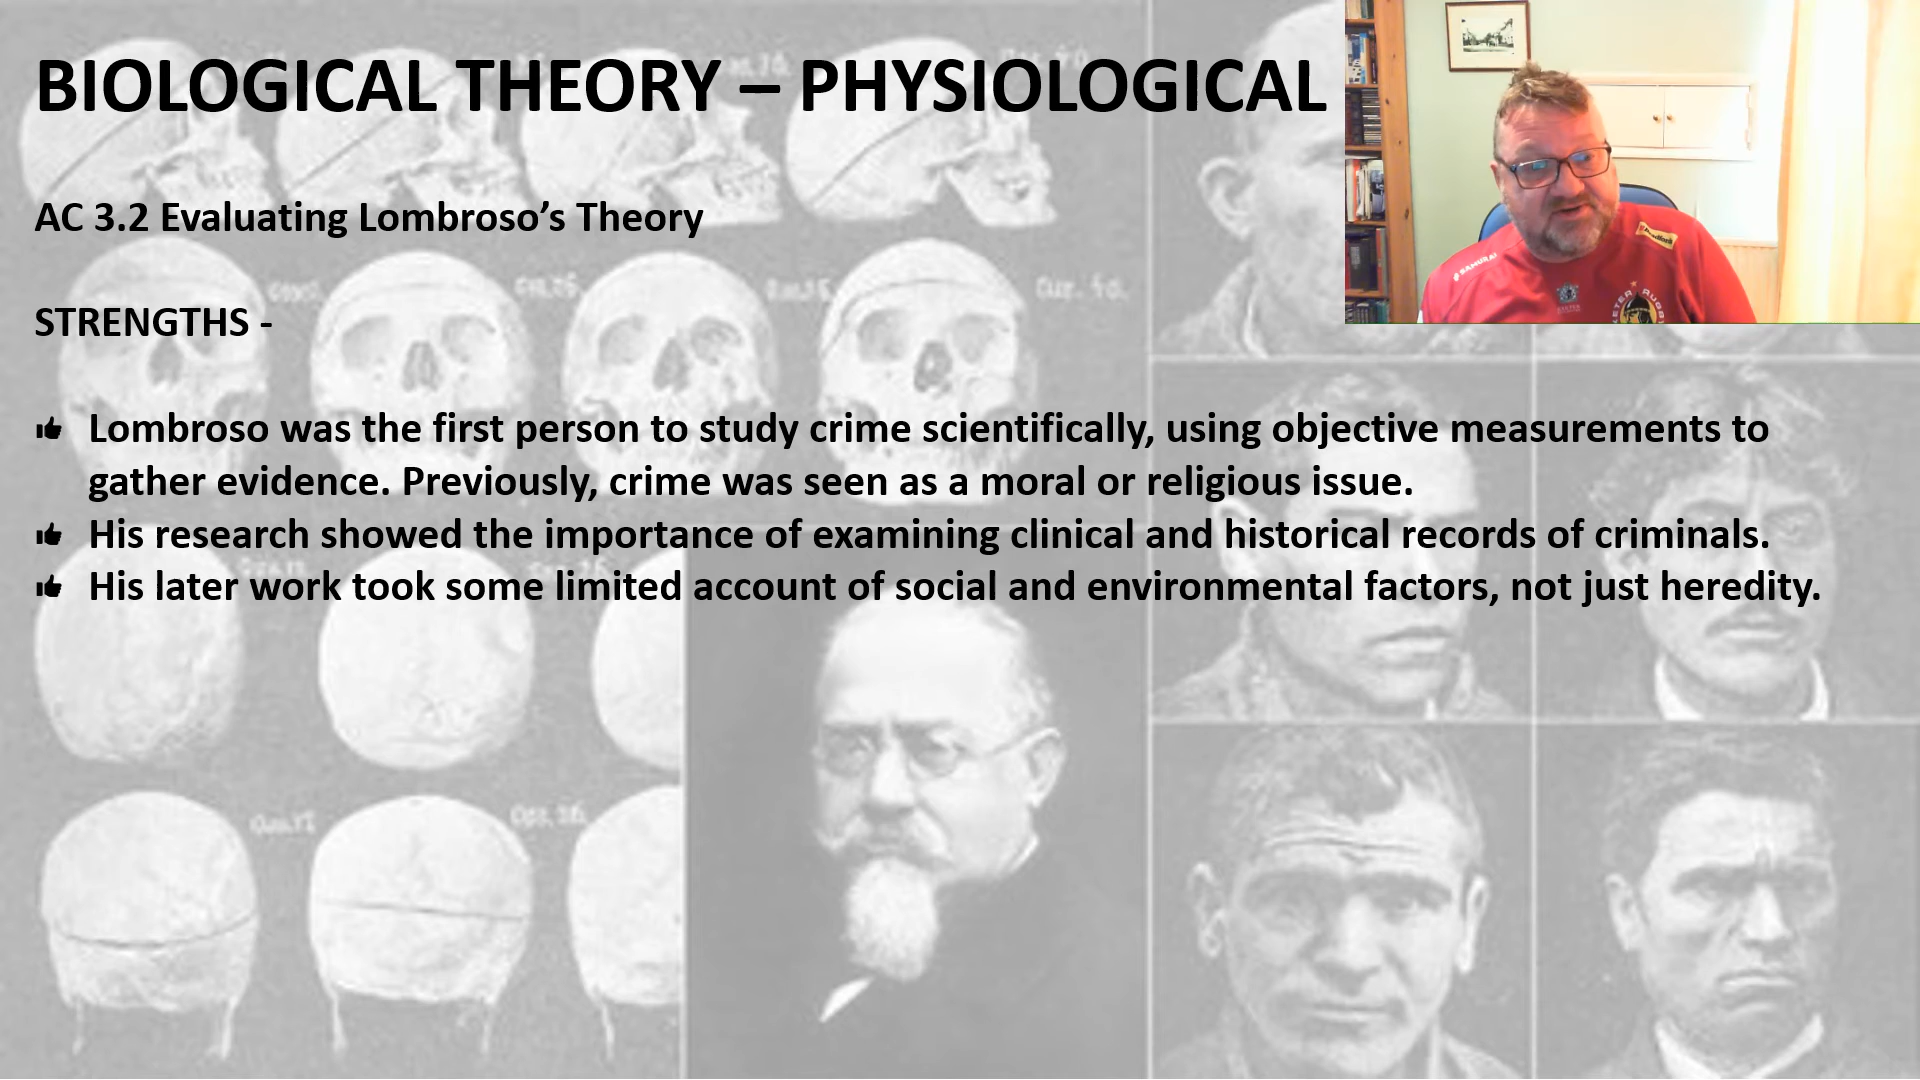 BIOLOGICAL THEORY – PHYSIOLOGICAL
AC 3.2 Evaluating Lombroso’s Theory
STRENGTHS -
Lombroso was the first person to study crime scientifically, using objective measurements to
gather evidence. Previously, crime was seen as a moral or religious issue.
His research showed the importance of examining clinical and historical records of criminals.
His later work took some limited account of social and environmental factors, not just heredity.
SAMURAI